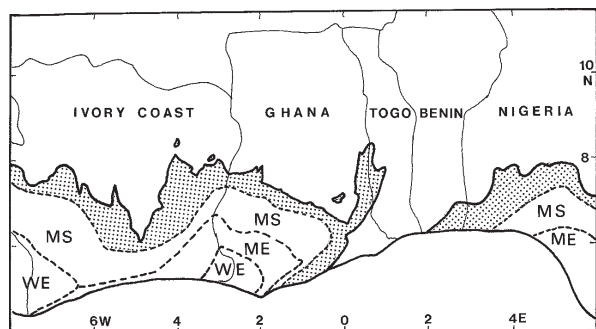 10
N
IVORY COAST GHANA TOGO BENIN NIGERIA
8
MS MS MS
ME ME
WE WE
6W 4 2 0 2 4E